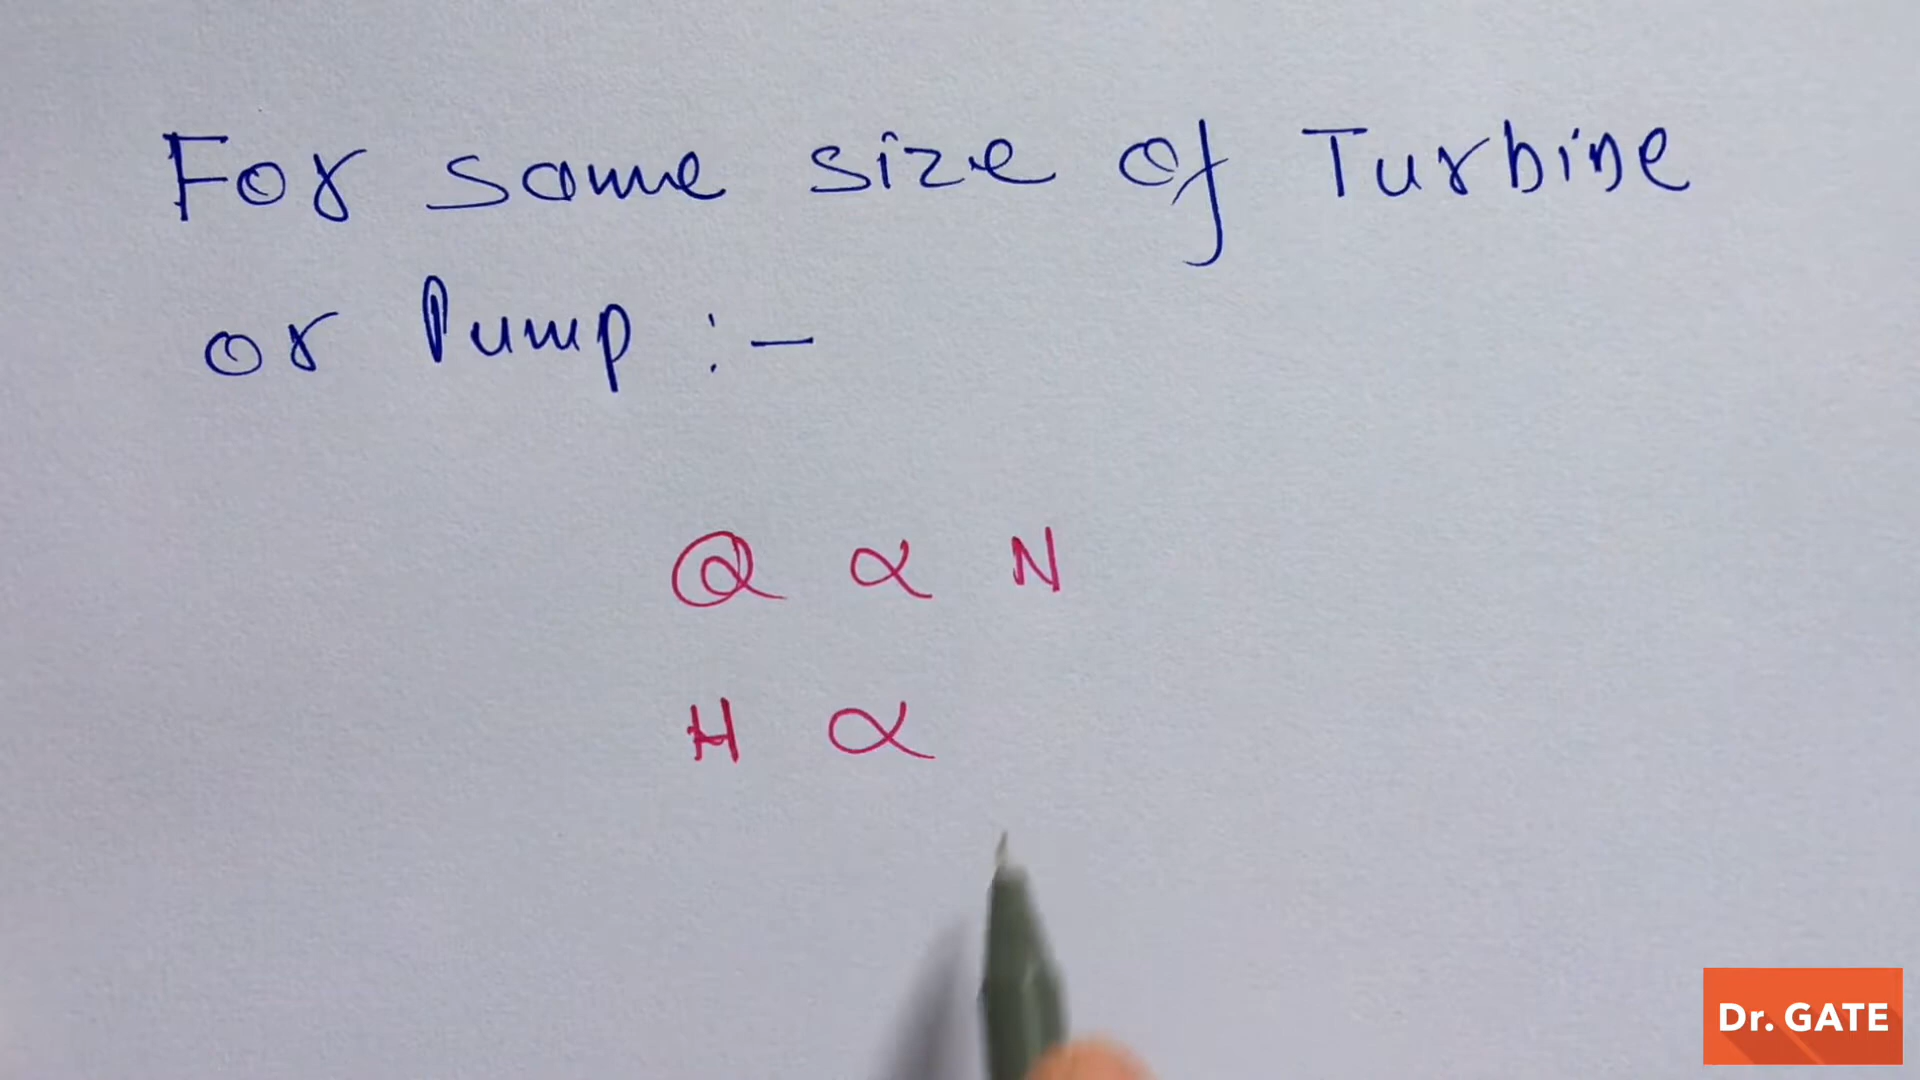 For same size of Turbine
or Pump :-
Q ∝ N
H ∝
Dr. GATE